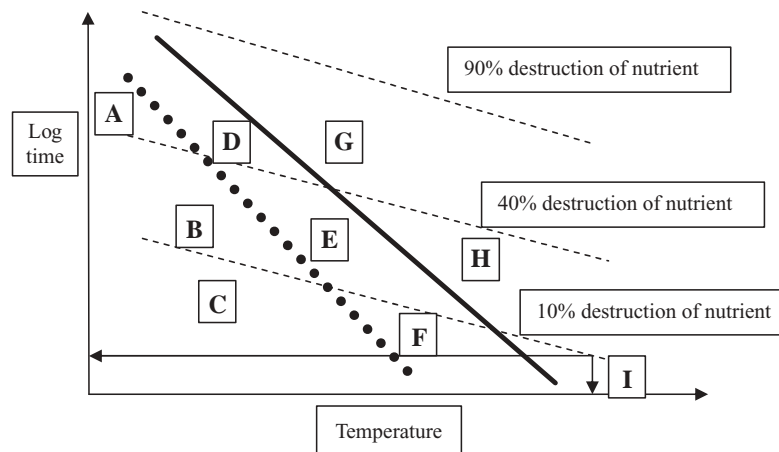 90% destruction of nutrient
A
Log
time
D
G
40% destruction of nutrient
B
E
H
C
10% destruction of nutrient
F
I
Temperature